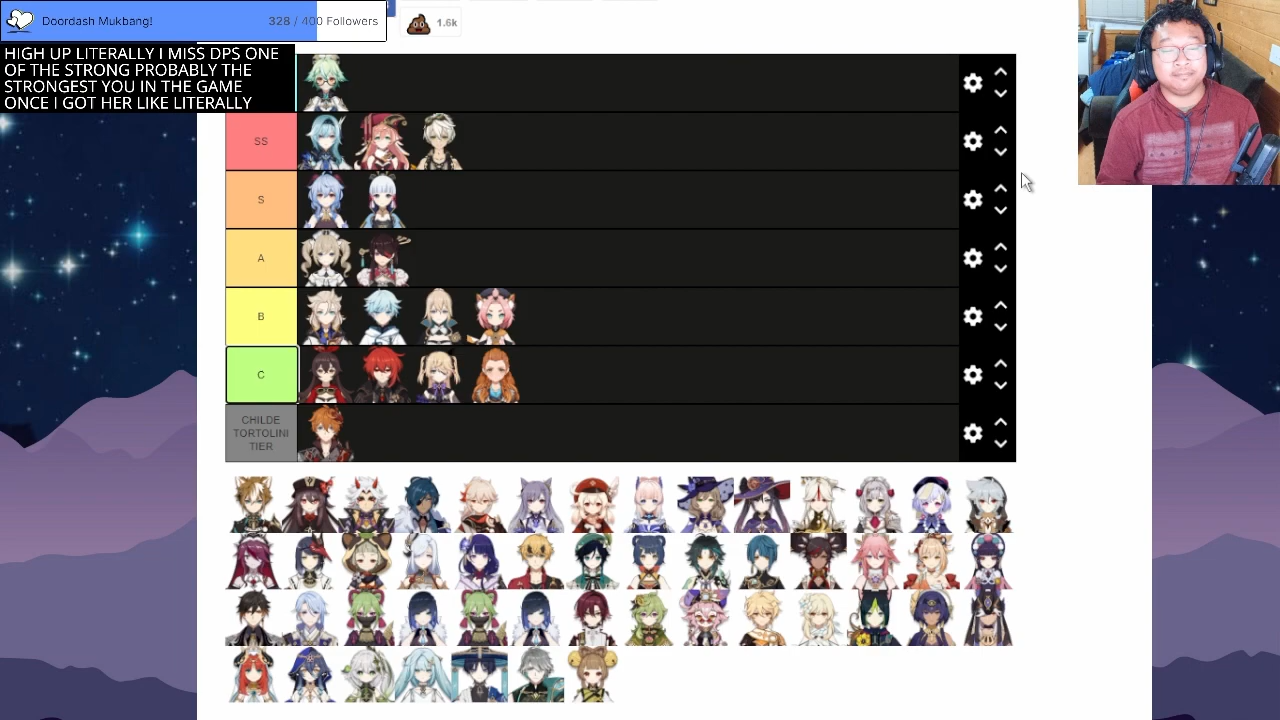 Doordash Mukbang!
328 / 400 Followers
1.6k
HIGH UP LITERALLY I MISS DPS ONE
OF THE STRONG PROBABLY THE
STRONGEST YOU IN THE GAME
ONCE I GOT HER LIKE LITERALLY
SS
S
A
B
C
CHILDE
TORTOLINI
TIER